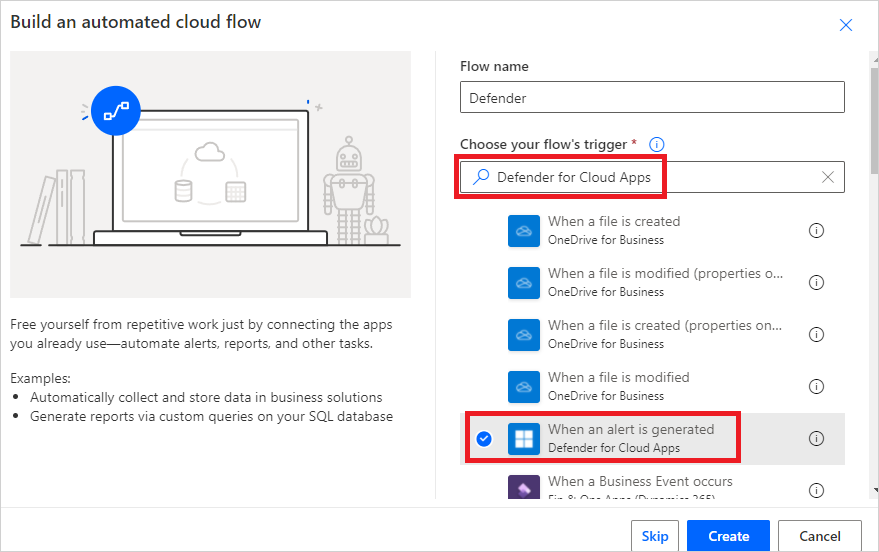 Build an automated cloud flow
Free yourself from repetitive work just by connecting the apps
you already use—automate alerts, reports, and other tasks.
Examples:
• Automatically collect and store data in business solutions
• Generate reports via custom queries on your SQL database
Flow name
Defender
Choose your flow's trigger *
Defender for Cloud Apps
When a file is created
OneDrive for Business
When a file is modified (properties o...
OneDrive for Business
When a file is created (properties on...
OneDrive for Business
When a file is modified
OneDrive for Business
When an alert is generated
Defender for Cloud Apps
When a Business Event occurs
Fin & Ops Apps (Dynamics 365)
Skip
Create
Cancel